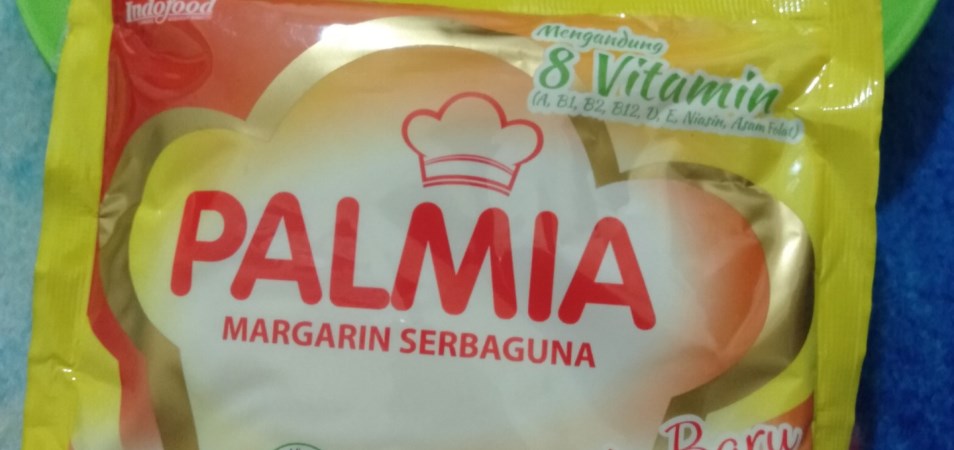 Indofood
Mengandung
8 Vitamin
(A, B1, B2, B12, D, E, Niasin, Asam Folat)
PALMIA
MARGARIN SERBAGUNA
Baru